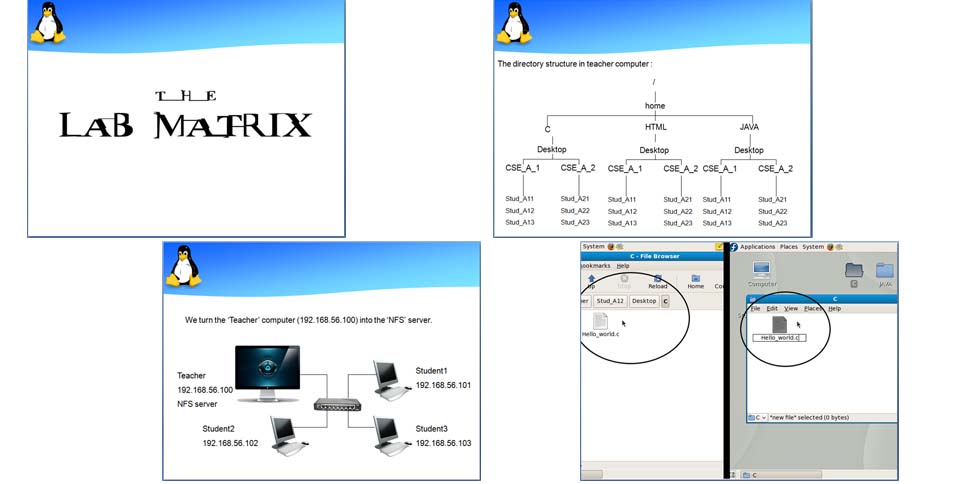 THE
LAB MATRIX
The directory structure in teacher computer :
/
home
C HTML JAVA
Desktop Desktop Desktop
CSE_A_1 CSE_A_2 CSE_A_1 CSE_A_2 CSE_A_1 CSE_A_2
Stud_A11 Stud_A21 Stud_A11 Stud_A21 Stud_A11 Stud_A21
Stud_A12 Stud_A22 Stud_A12 Stud_A22 Stud_A12 Stud_A22
Stud_A13 Stud_A23 Stud_A13 Stud_A23 Stud_A13 Stud_A23
We turn the ‘Teacher’ computer (192.168.56.100) into the ‘NFS’ server.
Teacher
192.168.56.100
NFS server
Student1
192.168.56.101
Student2
192.168.56.102
Student3
192.168.56.103
System
C - File Browser
ookmarks Help
Up Stop Reload Home Co
er Stud_A12 Desktop C
Hello_world.c
Applications Places System
Computer C JAVA
C
File Edit View Places Help
Hello_world.c
C "new file" selected (0 bytes)
C